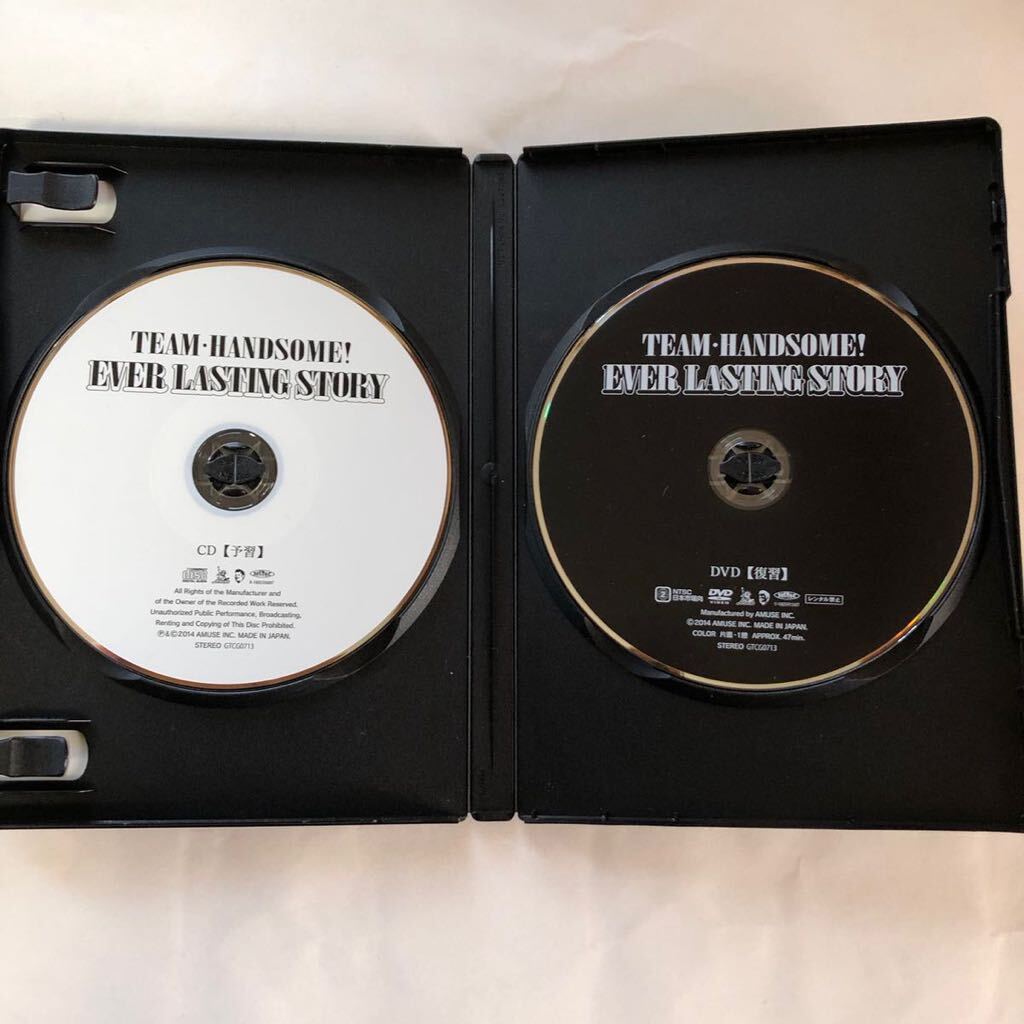 TEAM·HANDSOME!
EVER LASTING STORY
CD【予習】
All Rights of the Manufacturer and
of the Owner of the Recorded Work Reserved.
Unauthorized Public Performance, Broadcasting,
Renting and Copying of This Disc Prohibited.
Ⓟ&©2014 AMUSE INC. MADE IN JAPAN.
STEREO GTCG0713
TEAM·HANDSOME!
EVER LASTING STORY
DVD【復習】
2 NTSC 日本市場向 DVD VIDEO レンタル禁止
Manufactured by AMUSE INC.
©2014 AMUSE INC. MADE IN JAPAN.
COLOR 片面・1層 APPROX. 47min.
STEREO GTCG0713